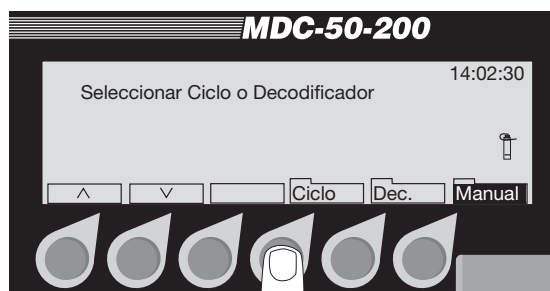 MDC-50-200
14:02:30
Seleccionar Ciclo o Decodificador
Ciclo Dec. Manual